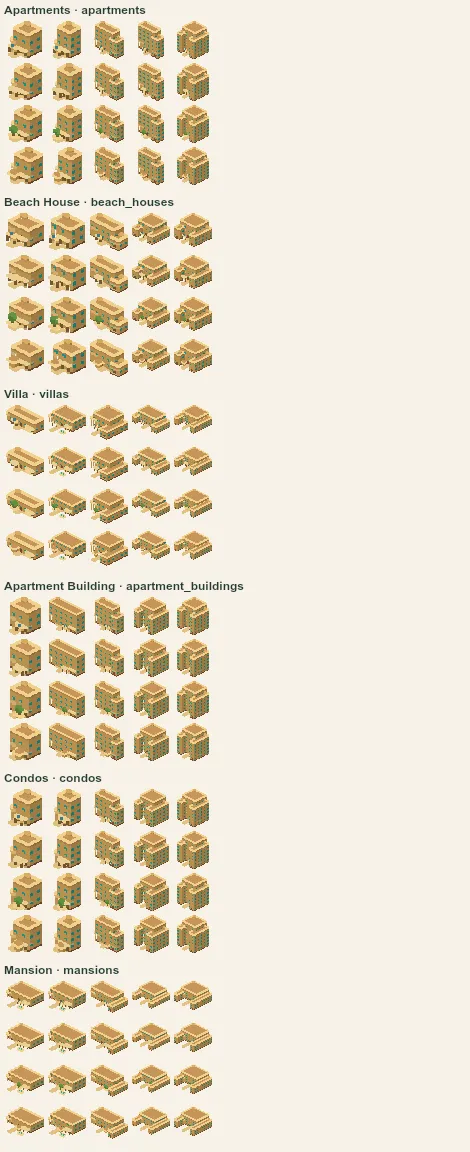 Apartments · apartments
Beach House · beach_houses
Villa · villas
Apartment Building · apartment_buildings
Condos · condos
Mansion · mansions